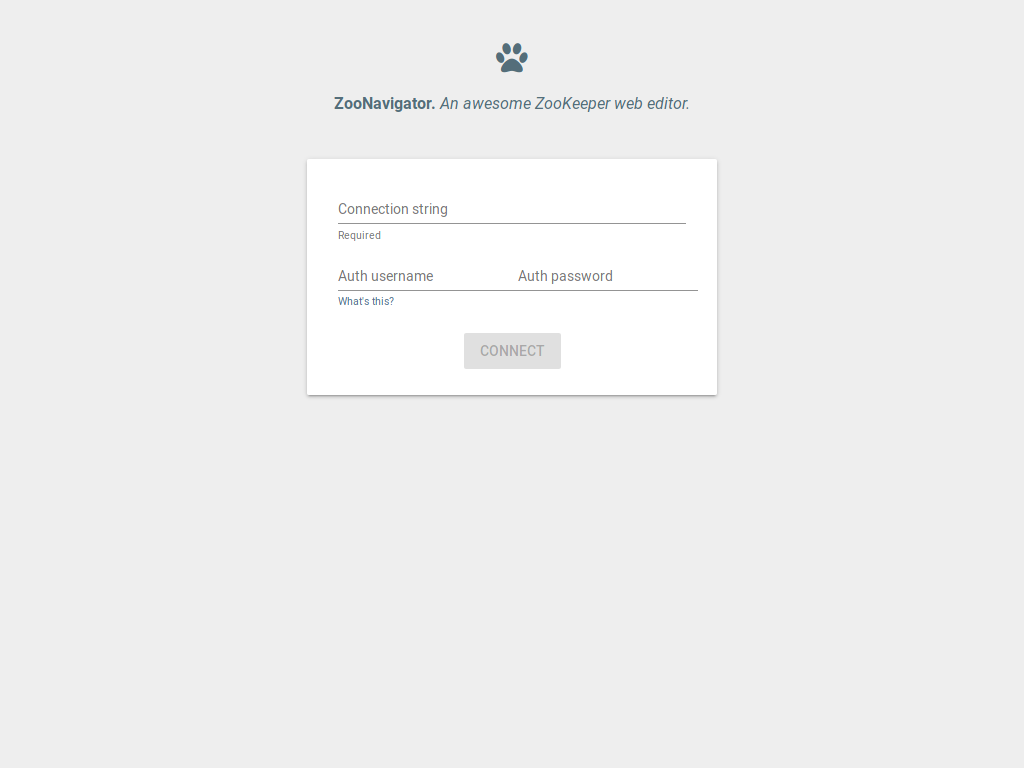 ZooNavigator. An awesome ZooKeeper web editor.
Connection string
Required
Auth username Auth password
What's this?
CONNECT